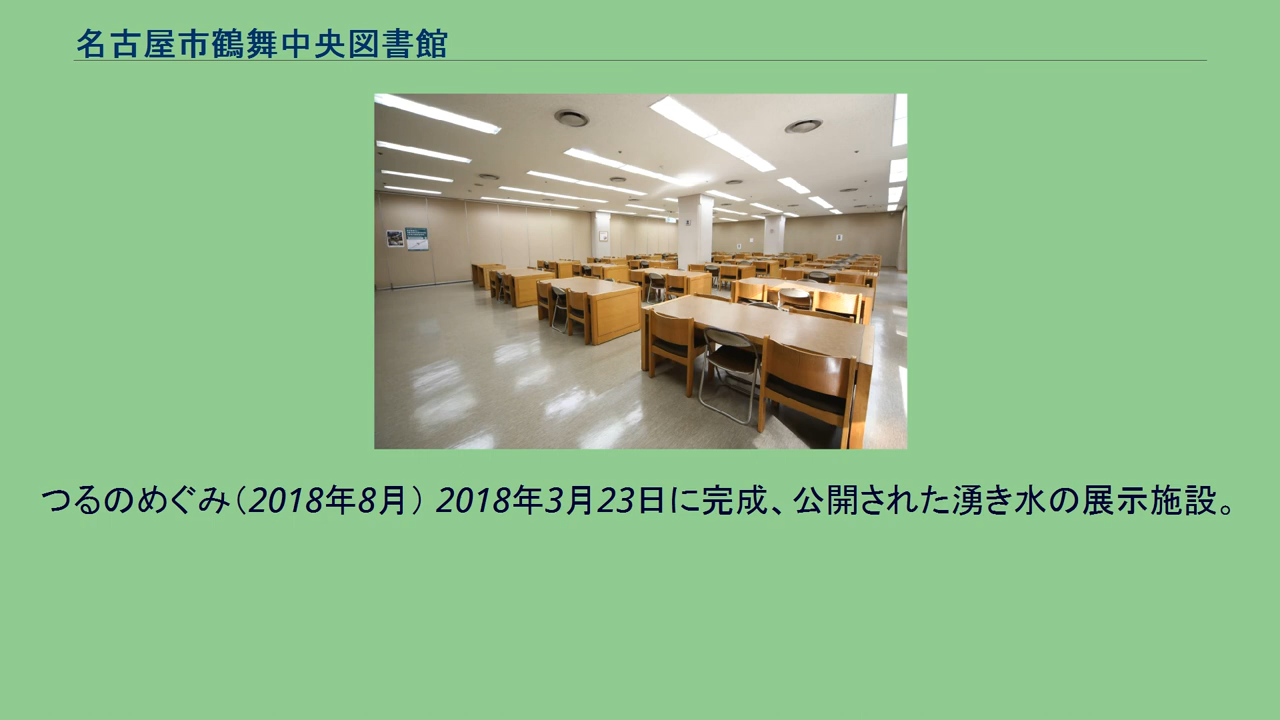 名古屋市鶴舞中央図書館
つるのめぐみ（2018年8月） 2018年3月23日に完成、公開された湧き水の展示施設。